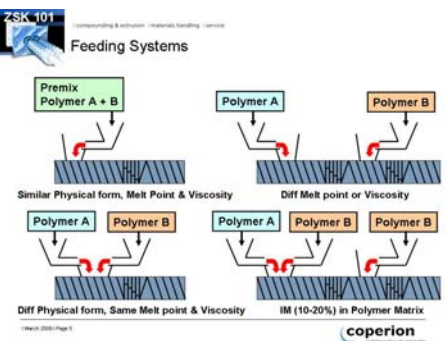 ZSK 101
compounding & extrusion | materials handling | service
Feeding Systems
Premix
Polymer A + B
Polymer A
Polymer B
Similar Physical form, Melt Point & Viscosity
Diff Melt point or Viscosity
Polymer A
Polymer B
Polymer A
Polymer B
Polymer B
Diff Physical form, Same Melt point & Viscosity
IM (10-20%) in Polymer Matrix
| March 2009 | Page 5
coperion